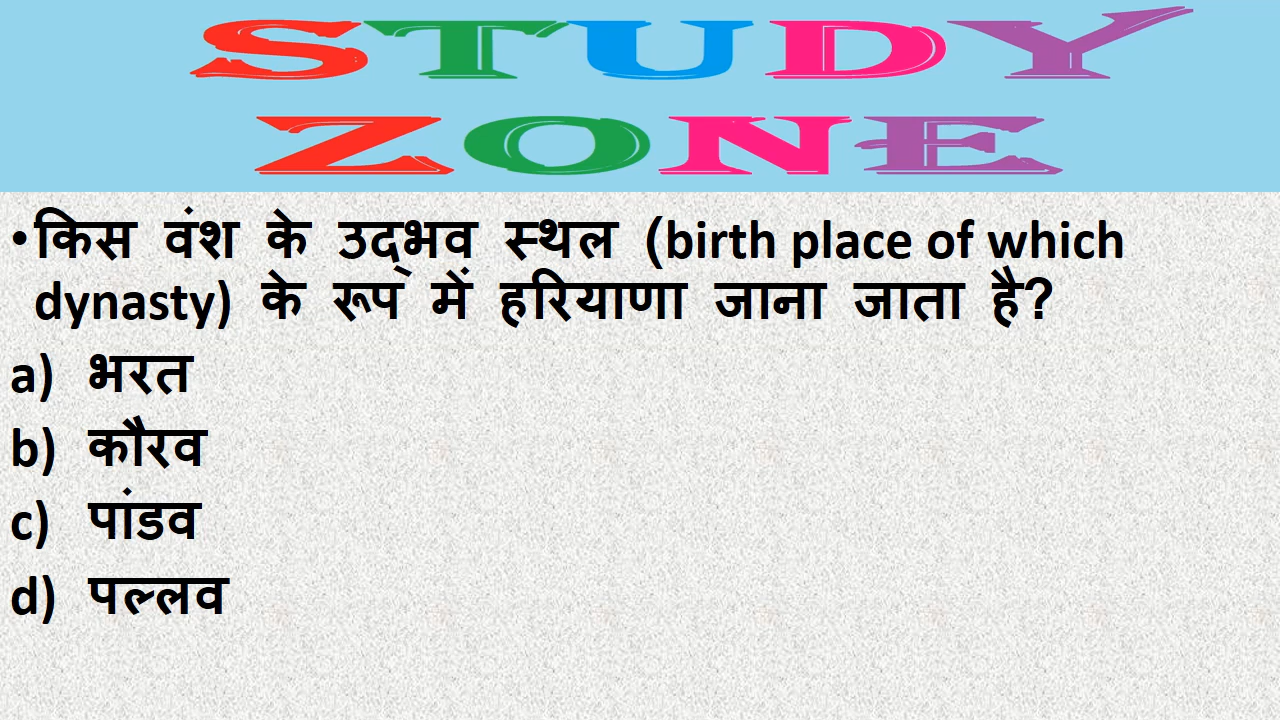 STUDY
ZONE
•किस वंश के उद्भव स्थल (birth place of which
dynasty) के रूप में हरियाणा जाना जाता है?
a) भरत
b) कौरव
c) पांडव
d) पल्लव